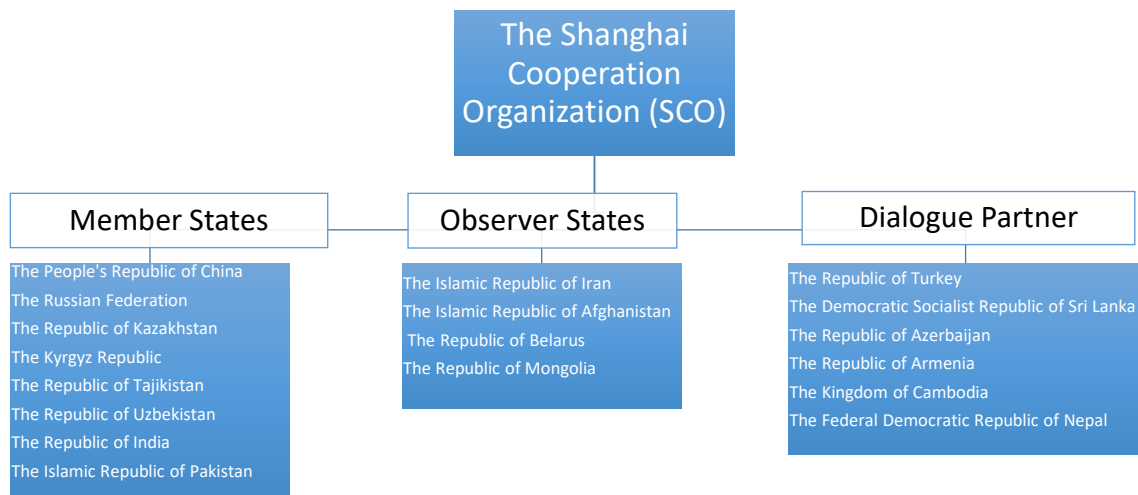 The Shanghai
Cooperation
Organization (SCO)
Member States
The People's Republic of China
The Russian Federation
The Republic of Kazakhstan
The Kyrgyz Republic
The Republic of Tajikistan
The Republic of Uzbekistan
The Republic of India
The Islamic Republic of Pakistan
Observer States
The Islamic Republic of Iran
The Islamic Republic of Afghanistan
The Republic of Belarus
The Republic of Mongolia
Dialogue Partner
The Republic of Turkey
The Democratic Socialist Republic of Sri Lanka
The Republic of Azerbaijan
The Republic of Armenia
The Kingdom of Cambodia
The Federal Democratic Republic of Nepal